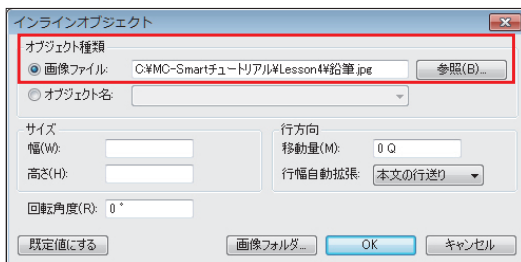 インラインオブジェクト
オブジェクト種類
画像ファイル: C:¥MC-Smartチュートリアル¥Lesson4¥鉛筆.jpg 参照(B)...
オブジェクト名:
サイズ 行方向
幅(W): 移動量(M): 0 Q
高さ(H): 行幅自動拡張: 本文の行送り
回転角度(R): 0 °
既定値にする 画像フォルダ... OK キャンセル